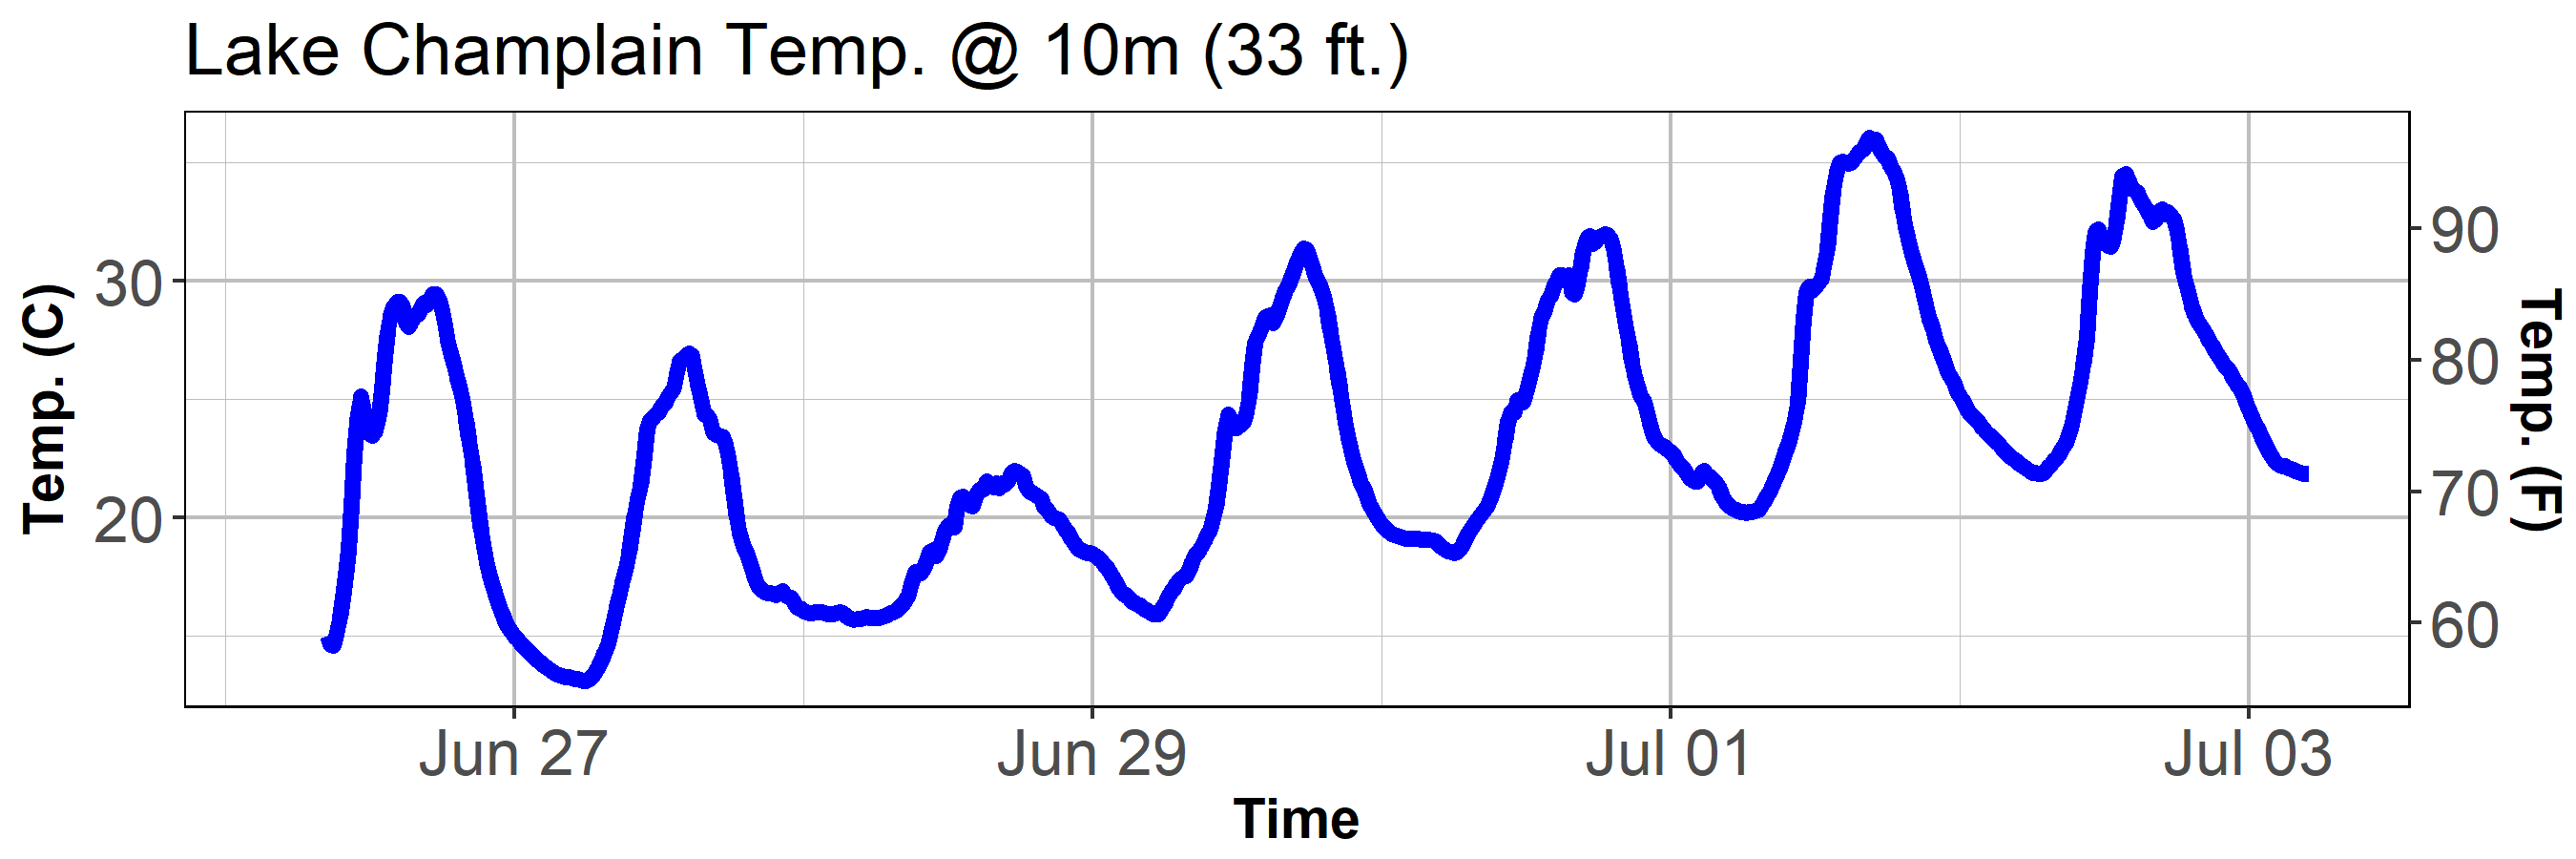 Lake Champlain Temp. @ 10m (33 ft.)
Temp. (C)
30
20
90
80
70
60
Temp. (F)
Jun 27
Jun 29
Jul 01
Jul 03
Time